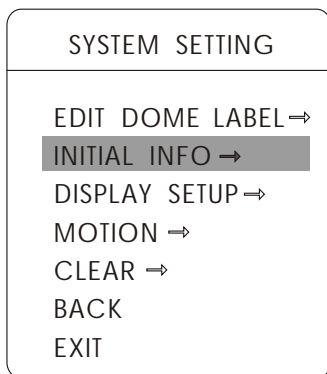 SYSTEM SETTING
EDIT DOME LABEL→
INITIAL INFO→
DISPLAY SETUP→
MOTION →
CLEAR →
BACK
EXIT